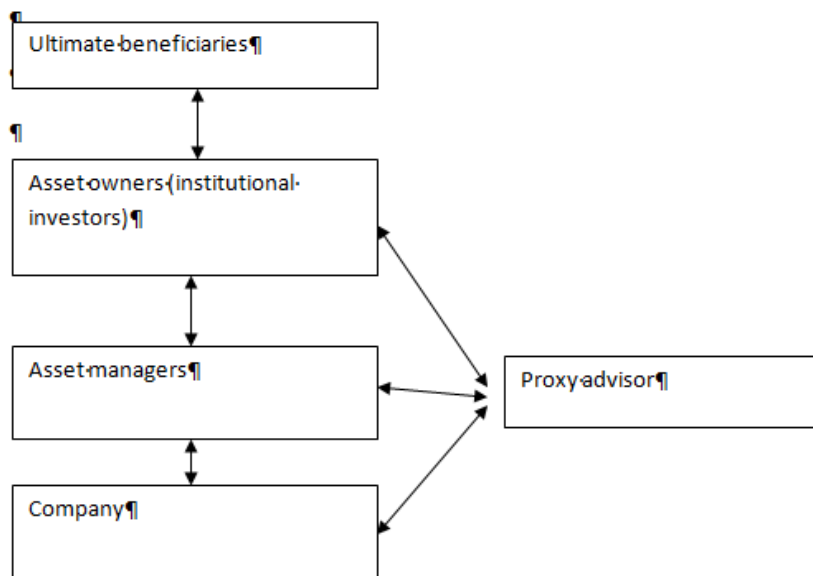 ¶
Ultimate·beneficiaries¶
¶
Asset·owners·(institutional·
investors)¶
Asset·managers¶
Proxy·advisor¶
Company¶